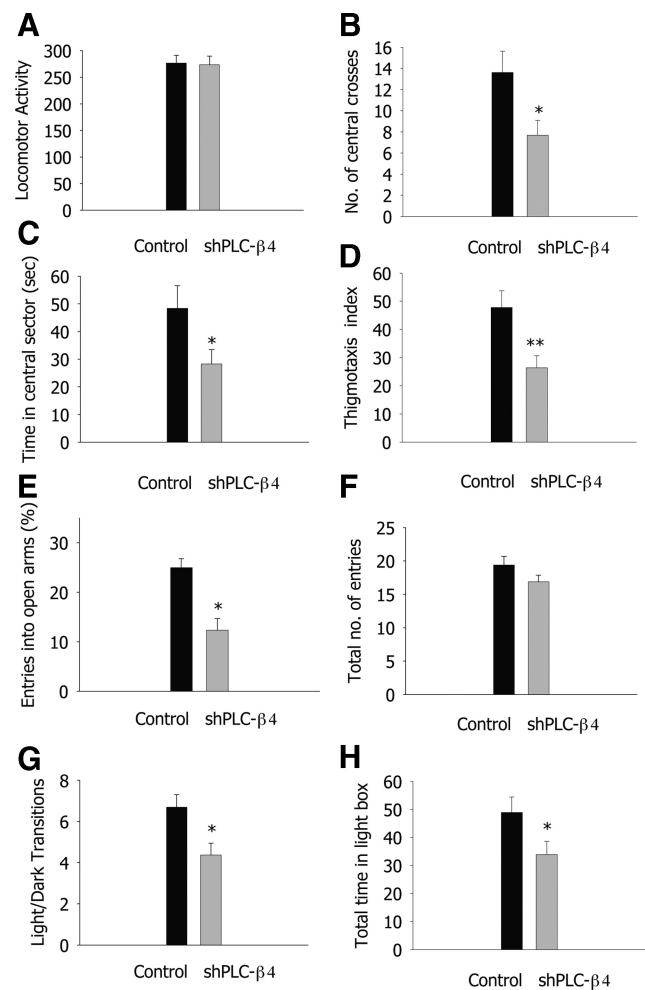 A
Locomotor Activity
300
250
200
150
100
50
0
Control shPLC-β4
B
No. of central crosses
16
14
12
10
8
6
4
2
0
*
Control shPLC-β4
C
Time in central sector (sec)
60
50
40
30
20
10
0
*
Control shPLC-β4
D
Thigmotaxis index
60
50
40
30
20
10
0
**
Control shPLC-β4
E
Entries into open arms (%)
30
20
10
0
*
Control shPLC-β4
F
Total no. of entries
25
20
15
10
5
0
Control shPLC-β4
G
Light/Dark Transitions
8
6
4
2
0
*
Control shPLC-β4
H
Total time in light box
60
50
40
30
20
10
0
*
Control shPLC-β4